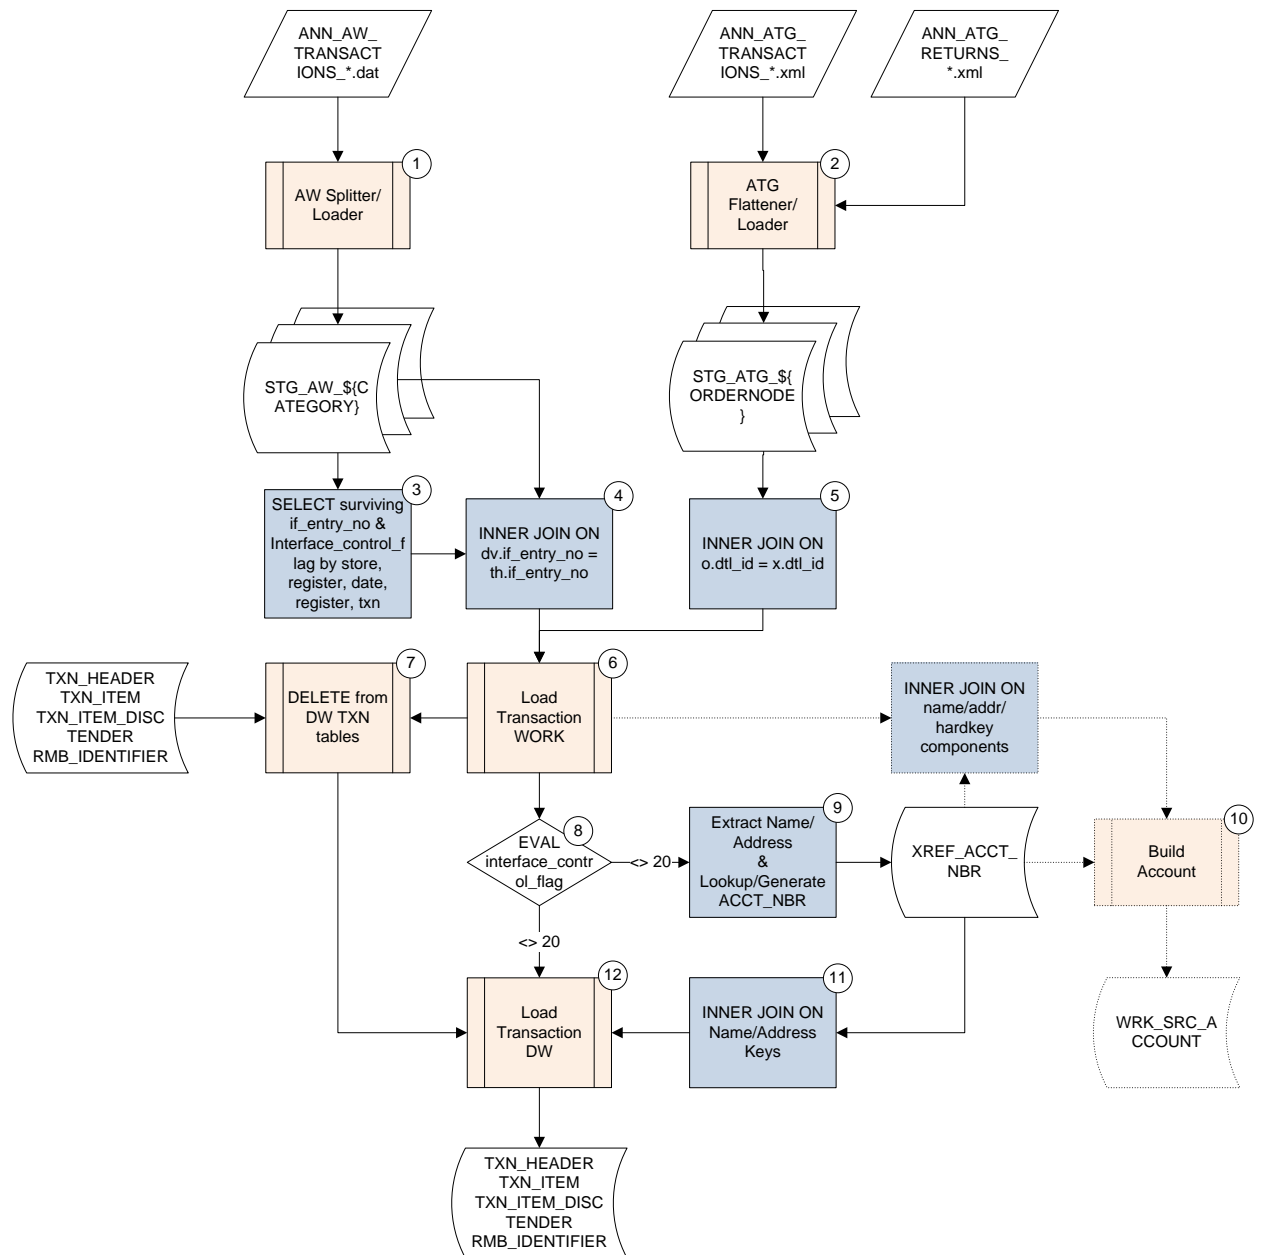 ANN_AW_
TRANSACT
IONS_*.dat
ANN_ATG_
TRANSACT
IONS_*.xml
ANN_ATG_
RETURNS_
*.xml
1
AW Splitter/
Loader
2
ATG
Flattener/
Loader
STG_AW_${C
ATEGORY}
STG_ATG_${
ORDERNODE
}
3
SELECT surviving
if_entry_no &
Interface_control_f
lag by store,
register, date,
register, txn
4
INNER JOIN ON
dv.if_entry_no =
th.if_entry_no
5
INNER JOIN ON
o.dtl_id = x.dtl_id
TXN_HEADER
TXN_ITEM
TXN_ITEM_DISC
TENDER
RMB_IDENTIFIER
7
DELETE from
DW TXN
tables
6
Load
Transaction
WORK
INNER JOIN ON
name/addr/
hardkey
components
8
EVAL
interface_contr
ol_flag
<> 20
9
Extract Name/
Address
&
Lookup/Generate
ACCT_NBR
XREF_ACCT_
NBR
10
Build
Account
<> 20
12
Load
Transaction
DW
11
INNER JOIN ON
Name/Address
Keys
WRK_SRC_A
CCOUNT
TXN_HEADER
TXN_ITEM
TXN_ITEM_DISC
TENDER
RMB_IDENTIFIER